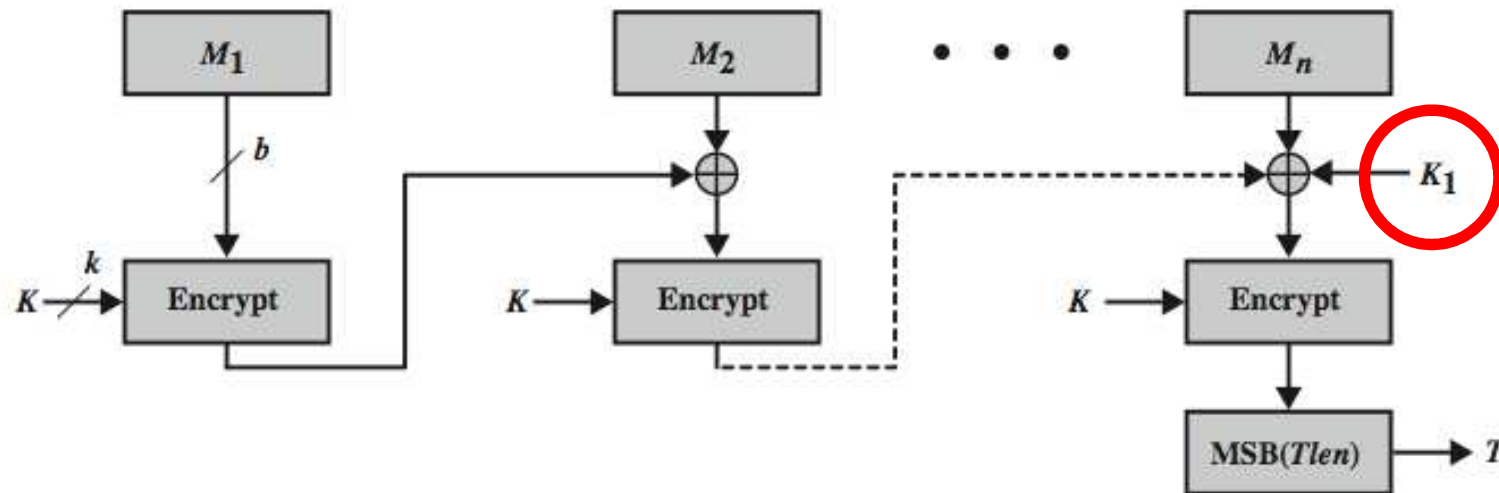 M1 M2 • • • Mn
b
K1
k
K Encrypt K Encrypt K Encrypt
MSB(Tlen) T